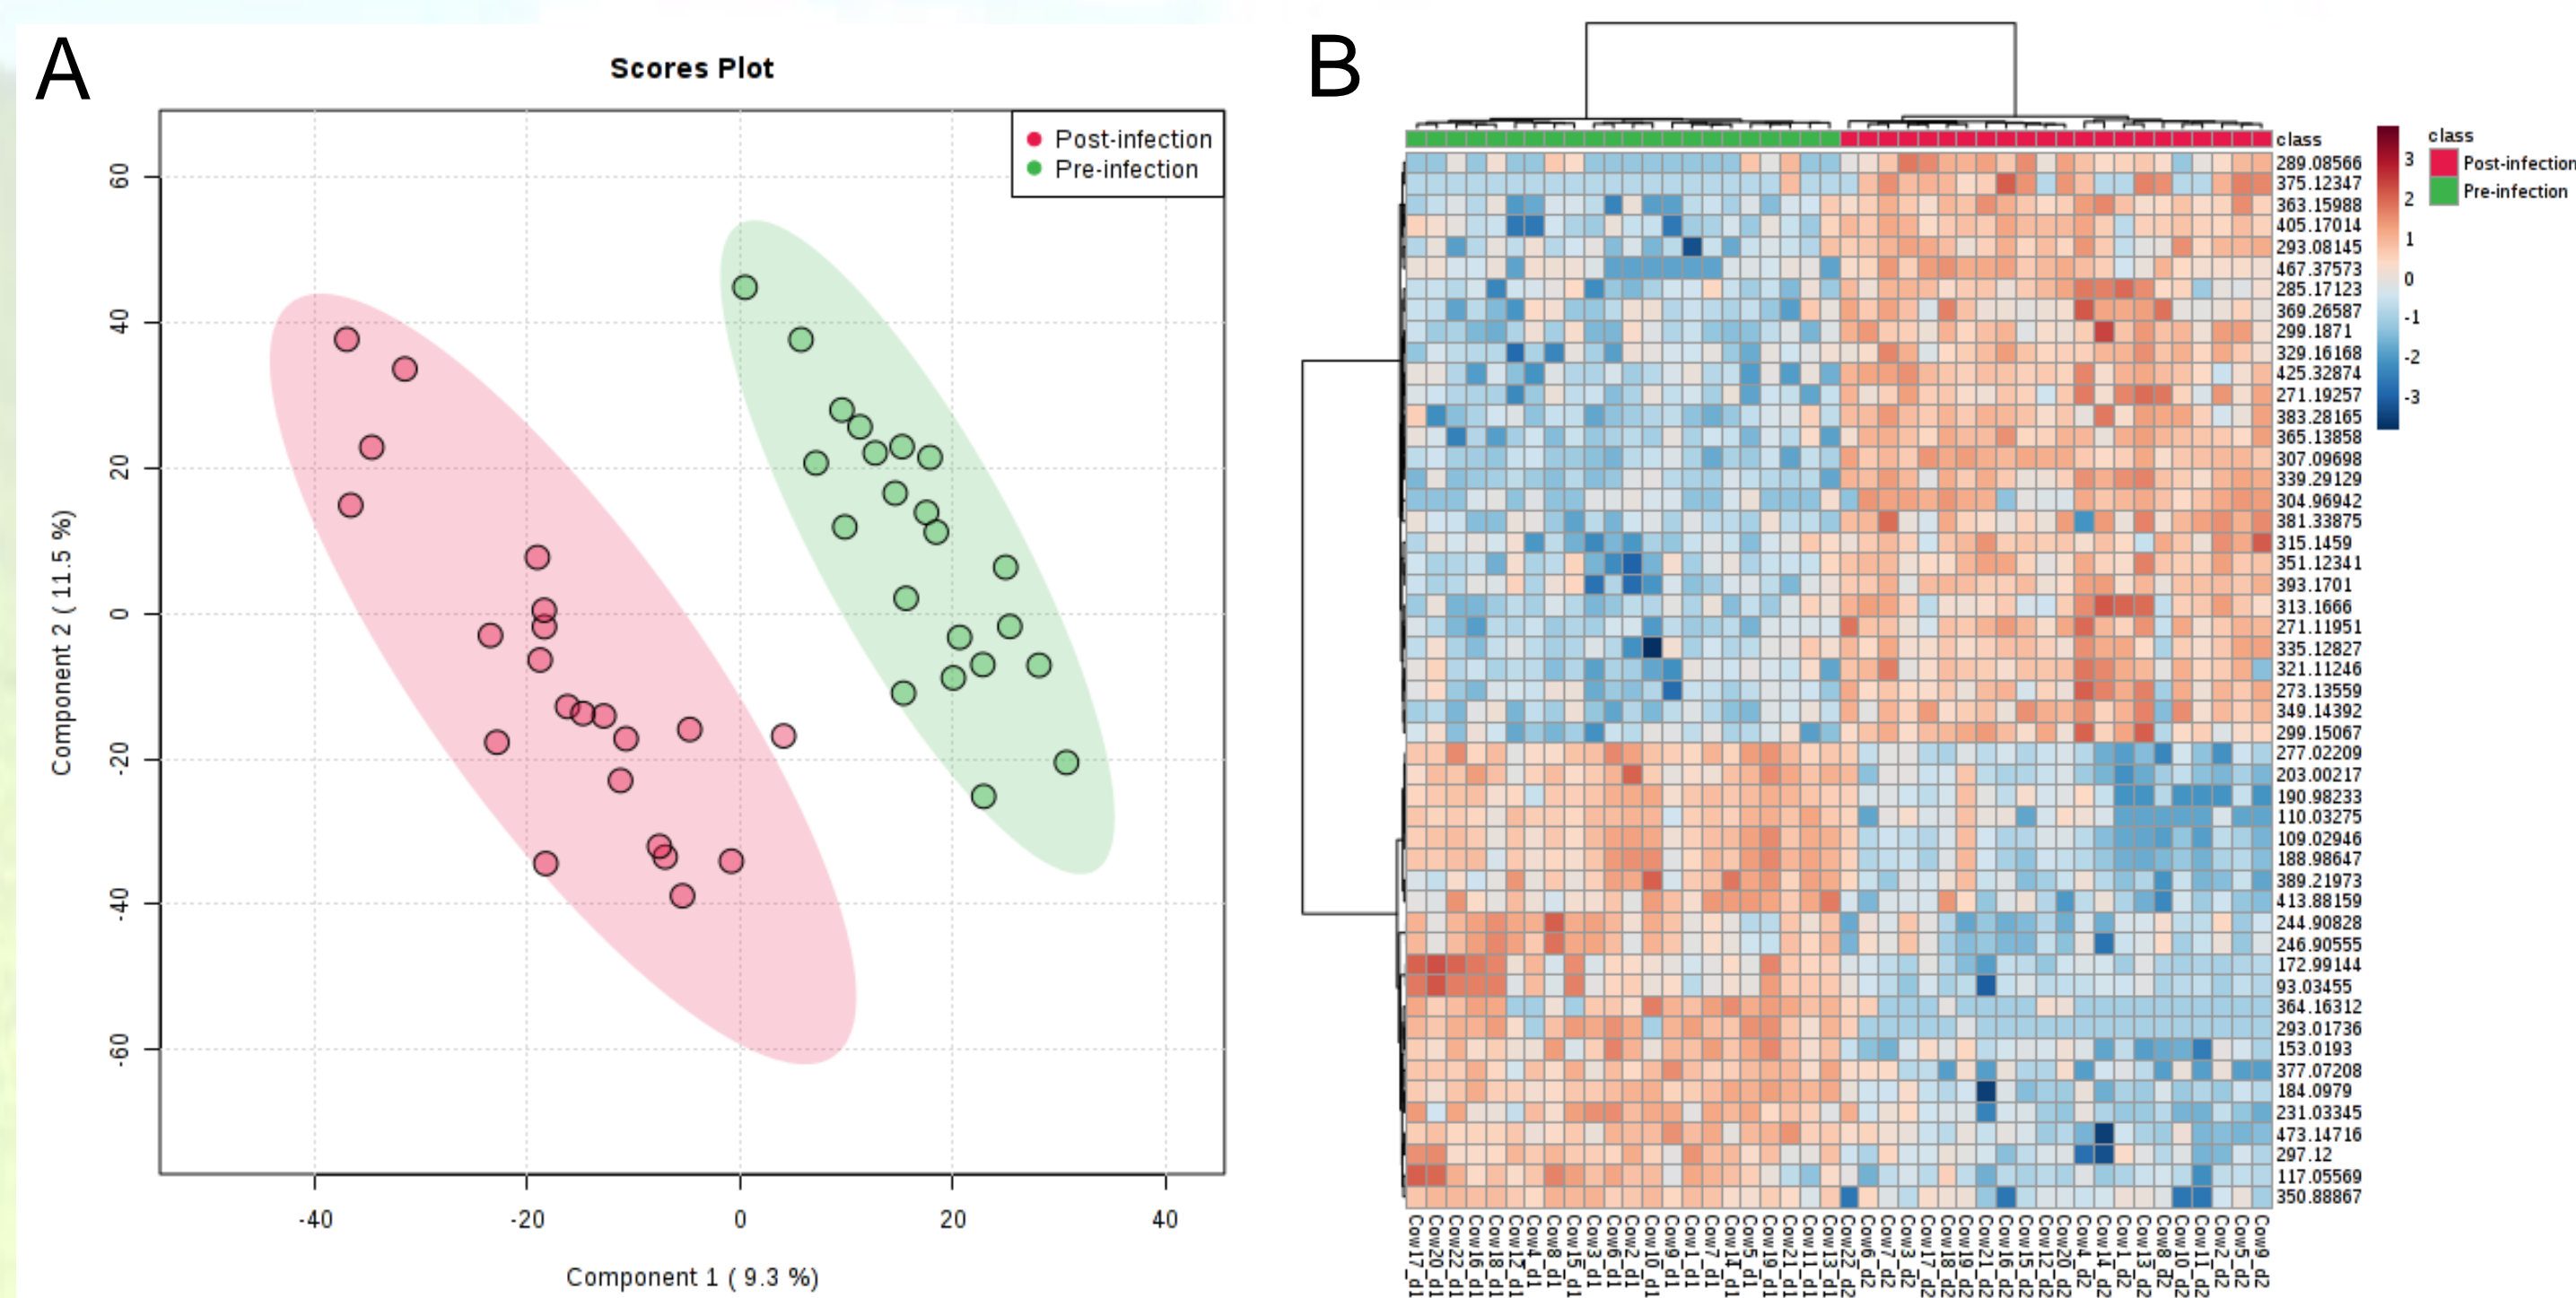 A
Scores Plot
Post-infection
Pre-infection
60
40
20
0
-20
-40
-60
Component 2 ( 11.5 %)
-40
-20
0
20
40
Component 1 ( 9.3 %)
B
class
289.08566
375.12347
363.15988
405.17014
293.08145
467.37573
285.17123
369.26587
299.1871
329.16168
425.32874
271.19257
383.28165
365.13858
307.09698
339.29129
304.96942
381.33875
315.1459
351.12341
393.1701
313.1666
271.11951
335.12827
321.11246
273.13559
349.14392
299.15067
277.02209
203.00217
190.98233
110.03275
109.02946
188.98647
389.21973
413.88159
244.90828
246.90555
172.99144
93.03455
364.16312
293.01736
153.0193
377.07208
184.0979
231.03345
473.14716
297.12
117.05569
350.88867
3
2
1
0
-1
-2
-3
class
Post-infection
Pre-infection
Cow17_d1
Cow20_d1
Cow22_d1
Cow16_d1
Cow18_d1
Cow12_d1
Cow4_d1
Cow8_d1
Cow15_d1
Cow3_d1
Cow6_d1
Cow2_d1
Cow10_d1
Cow9_d1
Cow1_d1
Cow7_d1
Cow14_d1
Cow5_d1
Cow19_d1
Cow21_d1
Cow11_d1
Cow13_d1
Cow22_d2
Cow6_d2
Cow7_d2
Cow3_d2
Cow17_d2
Cow18_d2
Cow19_d2
Cow21_d2
Cow16_d2
Cow15_d2
Cow12_d2
Cow20_d2
Cow4_d2
Cow14_d2
Cow1_d2
Cow13_d2
Cow8_d2
Cow10_d2
Cow11_d2
Cow2_d2
Cow5_d2
Cow9_d2